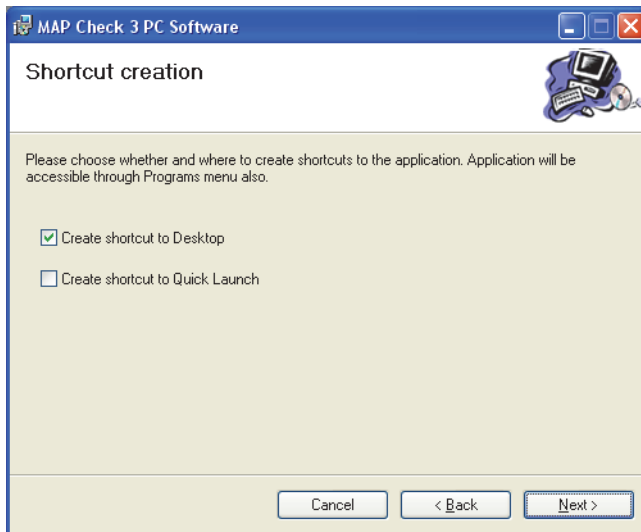 MAP Check 3 PC Software
Shortcut creation
Please choose whether and where to create shortcuts to the application. Application will be
accessible through Programs menu also.
Create shortcut to Desktop
Create shortcut to Quick Launch
Cancel
< Back
Next >